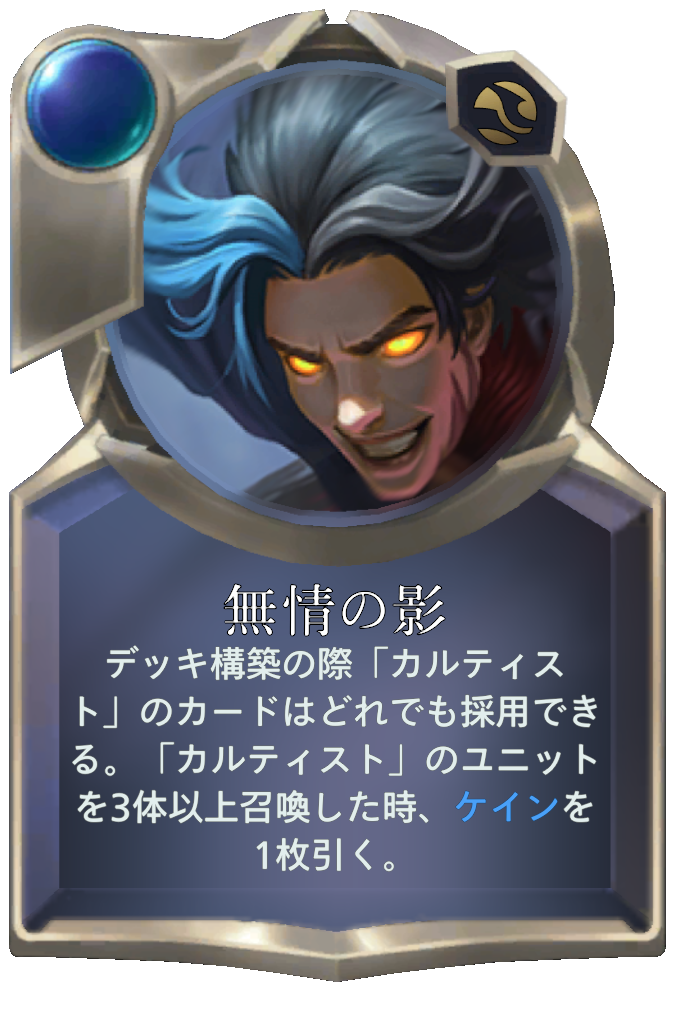 無情の影
デッキ構築の際「カルティス
ト」のカードはどれでも採用でき
る。「カルティスト」のユニット
を3体以上召喚した時、ケインを
1枚引く。